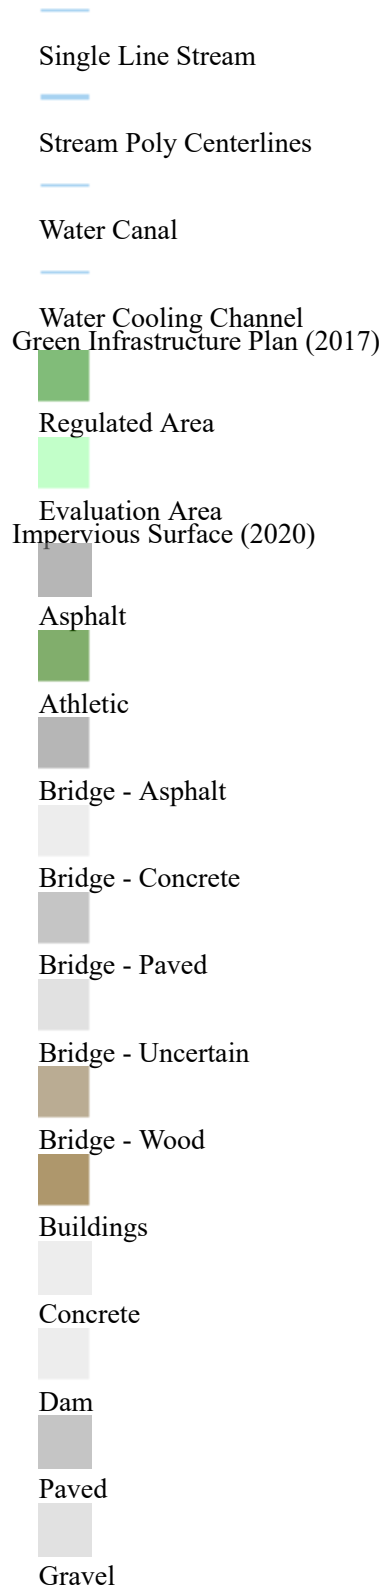 Single Line Stream
Stream Poly Centerlines
Water Canal
Water Cooling Channel
Green Infrastructure Plan (2017)
Regulated Area
Evaluation Area
Impervious Surface (2020)
Asphalt
Athletic
Bridge - Asphalt
Bridge - Concrete
Bridge - Paved
Bridge - Uncertain
Bridge - Wood
Buildings
Concrete
Dam
Paved
Gravel